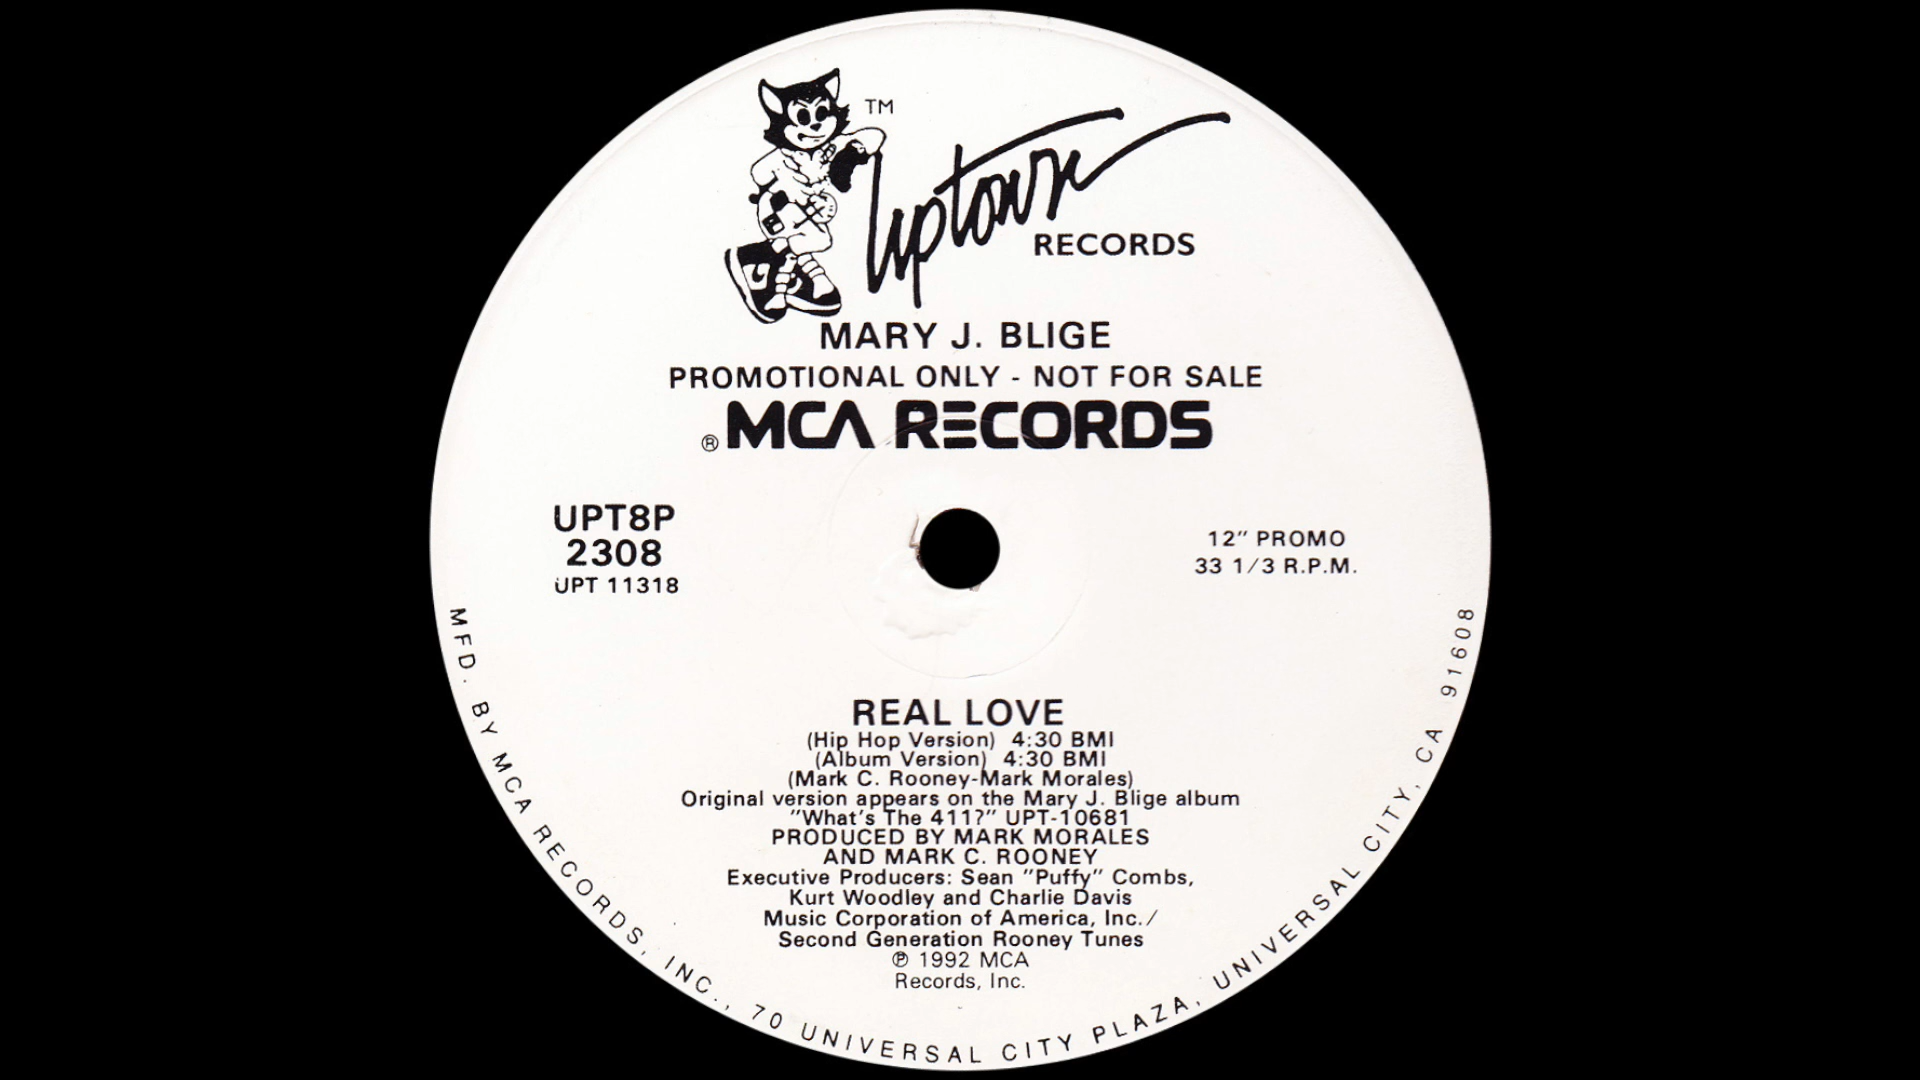 TM
Uptown
RECORDS
MARY J. BLIGE
PROMOTIONAL ONLY - NOT FOR SALE
® MCA RECORDS
UPT8P
2308
UPT 11318
12" PROMO
33 1/3 R.P.M.
REAL LOVE
(Hip Hop Version) 4:30 BMI
(Album Version) 4:30 BMI
(Mark C. Rooney-Mark Morales)
Original version appears on the Mary J. Blige album
"What's The 411?" UPT-10681
PRODUCED BY MARK MORALES
AND MARK C. ROONEY
Executive Producers: Sean "Puffy" Combs,
Kurt Woodley and Charlie Davis
Music Corporation of America, Inc./
Second Generation Rooney Tunes
℗ 1992 MCA
Records, Inc.
MFD. BY MCA RECORDS, INC., 70 UNIVERSAL CITY PLAZA, UNIVERSAL CITY, CA 91608